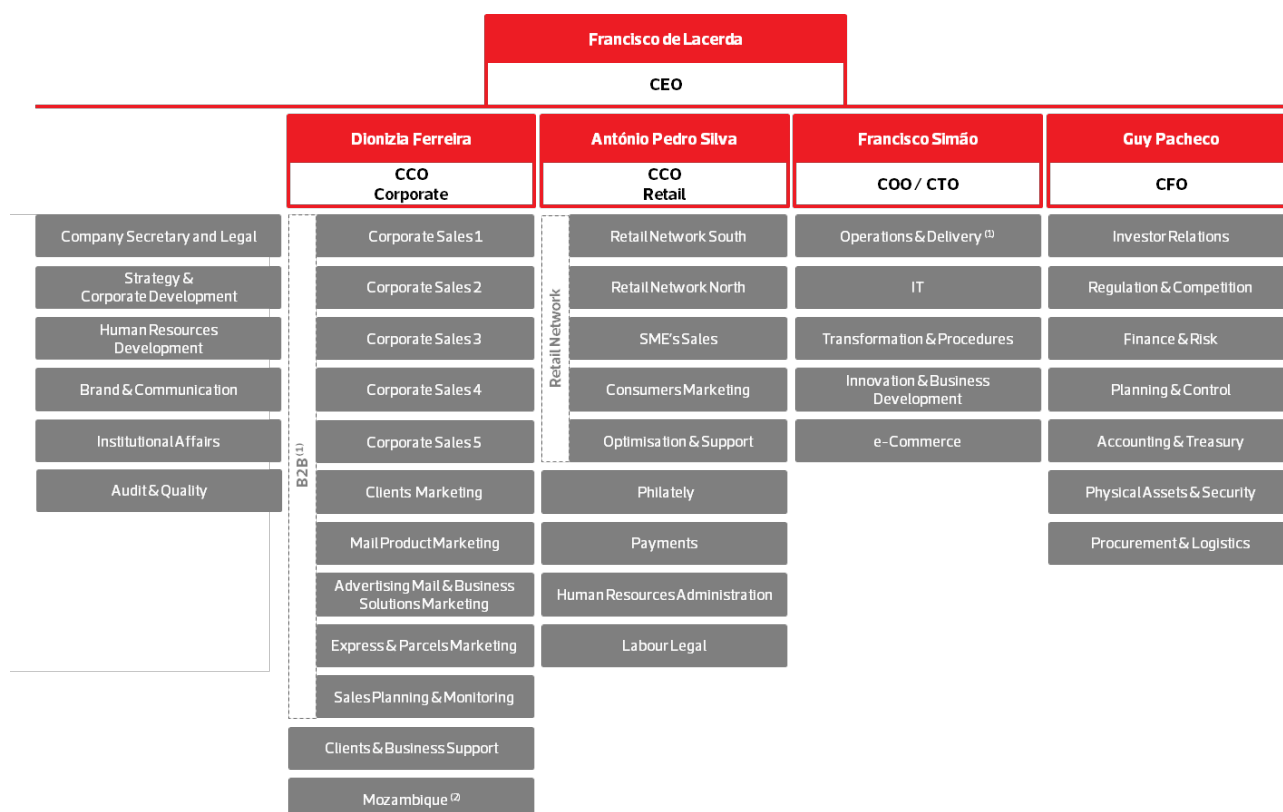 Francisco de Lacerda
CEO
Dionizia Ferreira
CCO
Corporate
António Pedro Silva
CCO
Retail
Francisco Simão
COO / CTO
Guy Pacheco
CFO
Company Secretary and Legal
Strategy &
Corporate Development
Human Resources
Development
Brand & Communication
Institutional Affairs
Audit & Quality
B2B (1)
Corporate Sales 1
Corporate Sales 2
Corporate Sales 3
Corporate Sales 4
Corporate Sales 5
Clients Marketing
Mail Product Marketing
Advertising Mail & Business
Solutions Marketing
Express & Parcels Marketing
Sales Planning & Monitoring
Clients & Business Support
Mozambique (2)
Retail Network
Retail Network South
Retail Network North
SME's Sales
Consumers Marketing
Optimisation & Support
Philately
Payments
Human Resources Administration
Labour Legal
Operations & Delivery (1)
IT
Transformation & Procedures
Innovation & Business
Development
e-Commerce
Investor Relations
Regulation & Competition
Finance & Risk
Planning & Control
Accounting & Treasury
Physical Assets & Security
Procurement & Logistics